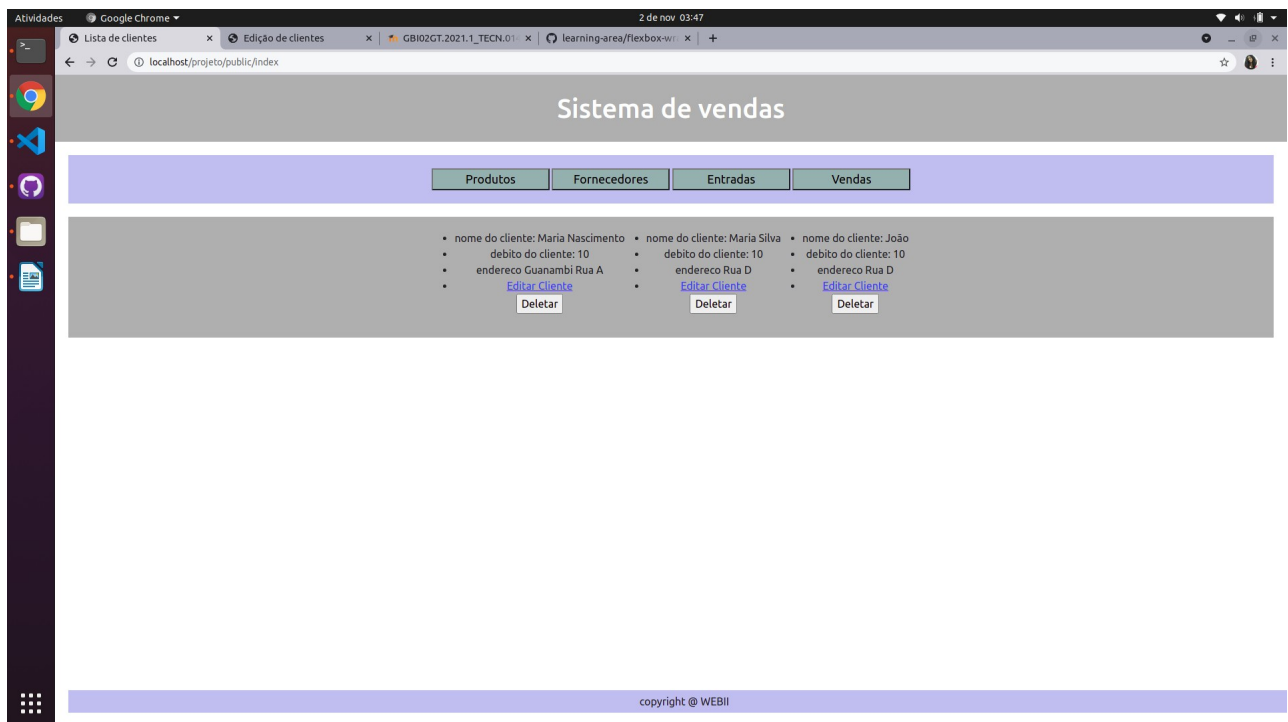 Atividades Google Chrome 2 de nov 03:47
Lista de clientes Edição de clientes GBI02GT.2021.1_TECN.01 learning-area/flexbox-wr
localhost/projeto/public/index
Sistema de vendas
Produtos Fornecedores Entradas Vendas
nome do cliente: Maria Nascimento
debito do cliente: 10
endereco Guanambi Rua A
Editar Cliente
Deletar
nome do cliente: Maria Silva
debito do cliente: 10
endereco Rua D
Editar Cliente
Deletar
nome do cliente: João
debito do cliente: 10
endereco Rua D
Editar Cliente
Deletar
copyright @ WEBII